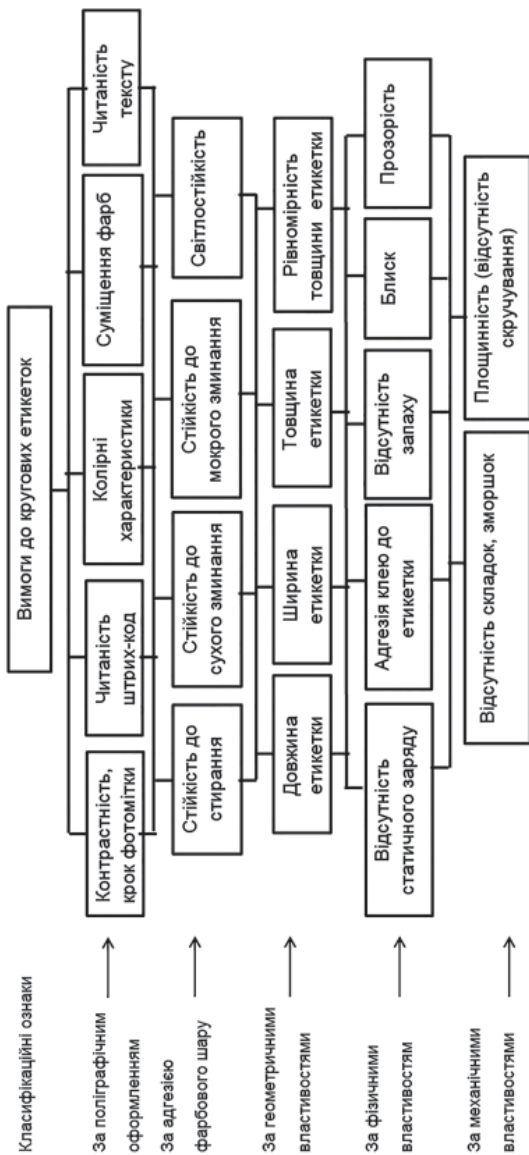 Класифікаційні ознаки
Вимоги до кругових етикеток
За поліграфічним
оформленням
Контрастність,
крок фотомітки
Читаність
штрих-код
Колірні
характеристики
Суміщення фарб
Читаність
тексту
За адгезією
фарбового шару
Стійкість до
стирання
Стійкість до
сухого зминання
Стійкість до
мокрого зминання
Світлостійкість
За геометричними
властивостями
Довжина
етикетки
Ширина
етикетки
Товщина
етикетки
Рівномірність
товщини етикетки
За фізичними
властивостям
Відсутність
статичного заряду
Адгезія клею до
етикетки
Відсутність
запаху
Блиск
Прозорість
За механічними
властивостями
Відсутність складок, зморшок
Площинність (відсутність
скручування)